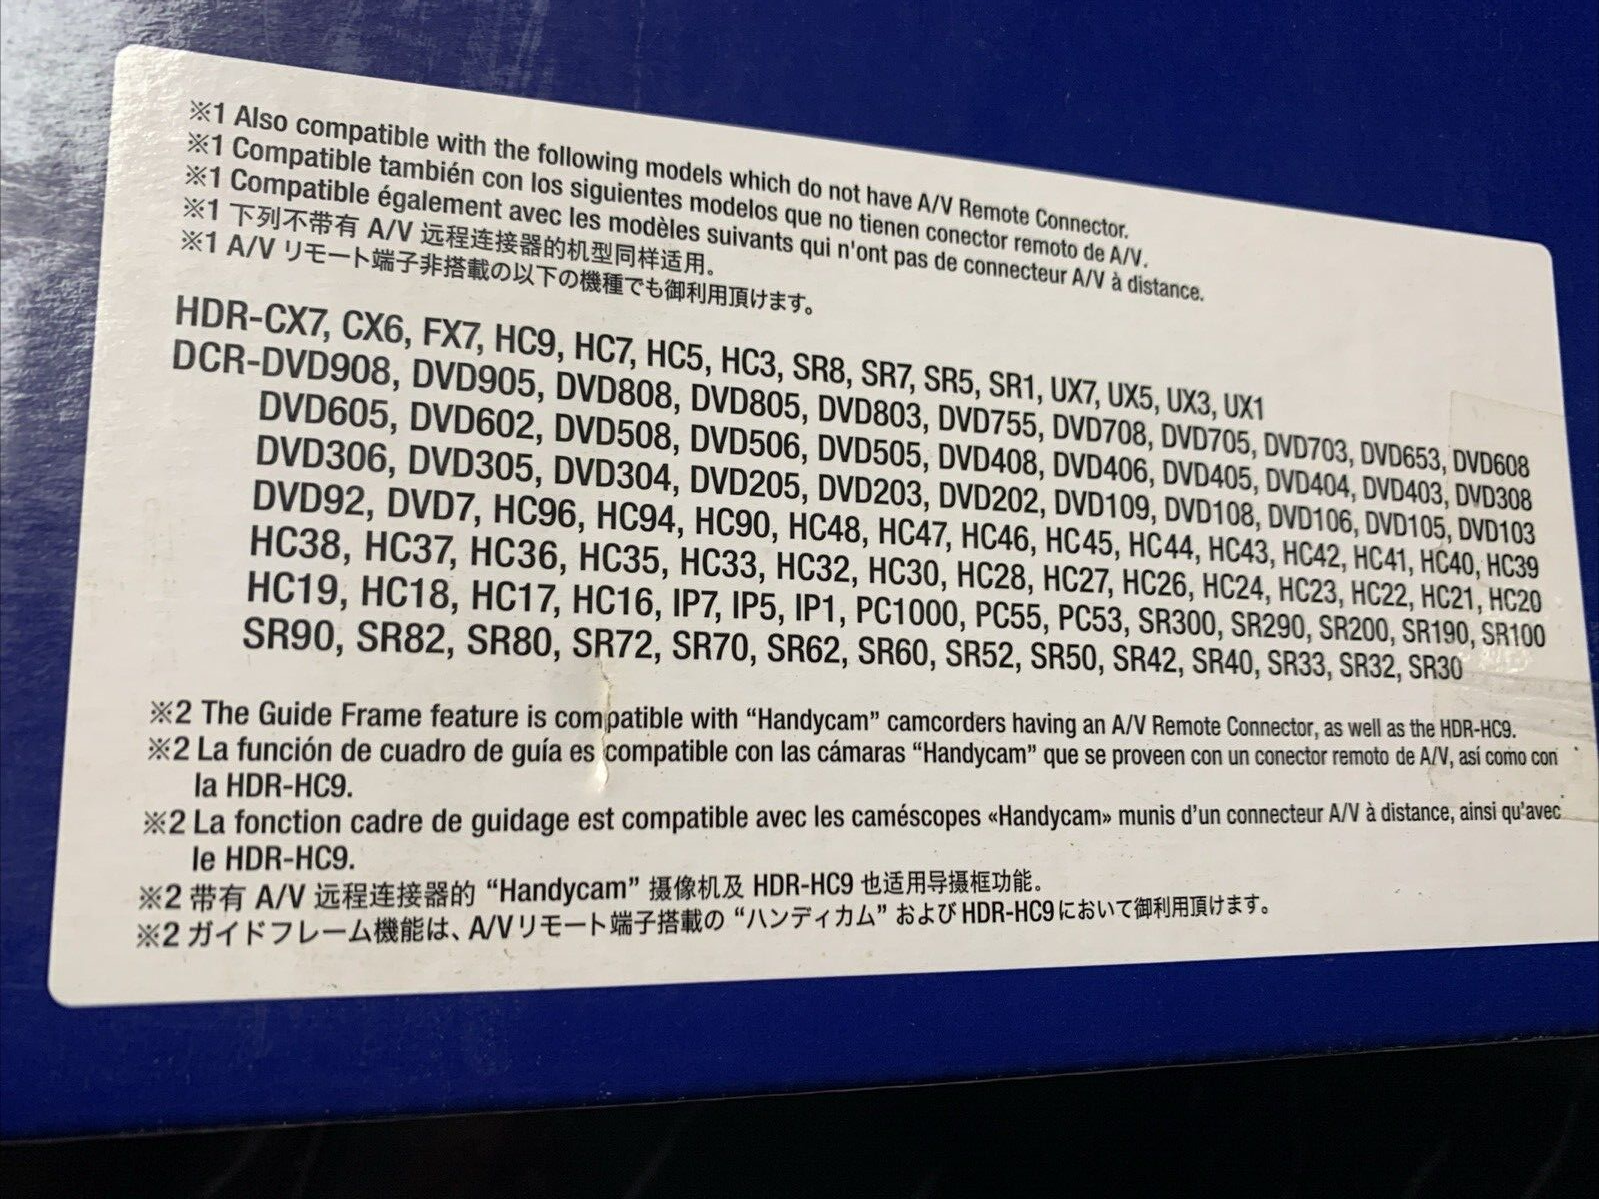 ※1 Also compatible with the following models which do not have A/V Remote Connector.
※1 Compatible también con los siguientes modelos que no tienen conector remoto de A/V.
※1 Compatible également avec les modèles suivants qui n'ont pas de connecteur A/V à distance.
※1 下列不带有 A/V 远程连接器的机型同样适用。
※1 A/V リモート端子非搭載の以下の機種でも御利用頂けます。
HDR-CX7, CX6, FX7, HC9, HC7, HC5, HC3, SR8, SR7, SR5, SR1, UX7, UX5, UX3, UX1
DCR-DVD908, DVD905, DVD808, DVD805, DVD803, DVD755, DVD708, DVD705, DVD703, DVD653, DVD608
DVD605, DVD602, DVD508, DVD506, DVD505, DVD408, DVD406, DVD405, DVD404, DVD403, DVD308
DVD306, DVD305, DVD304, DVD205, DVD203, DVD202, DVD109, DVD108, DVD106, DVD105, DVD103
DVD92, DVD7, HC96, HC94, HC90, HC48, HC47, HC46, HC45, HC44, HC43, HC42, HC41, HC40, HC39
HC38, HC37, HC36, HC35, HC33, HC32, HC30, HC28, HC27, HC26, HC24, HC23, HC22, HC21, HC20
HC19, HC18, HC17, HC16, IP7, IP5, IP1, PC1000, PC55, PC53, SR300, SR290, SR200, SR190, SR100
SR90, SR82, SR80, SR72, SR70, SR62, SR60, SR52, SR50, SR42, SR40, SR33, SR32, SR30
※2 The Guide Frame feature is compatible with “Handycam” camcorders having an A/V Remote Connector, as well as the HDR-HC9.
※2 La función de cuadro de guía es compatible con las cámaras “Handycam” que se proveen con un conector remoto de A/V, así como con
la HDR-HC9.
※2 La fonction cadre de guidage est compatible avec les caméscopes «Handycam» munis d’un connecteur A/V à distance, ainsi qu'avec
le HDR-HC9.
※2 带有 A/V 远程连接器的 “Handycam” 摄像机及 HDR-HC9 也适用导摄框功能。
※2 ガイドフレーム機能は、A/Vリモート端子搭載の “ハンディカム” およびHDR-HC9において御利用頂けます。